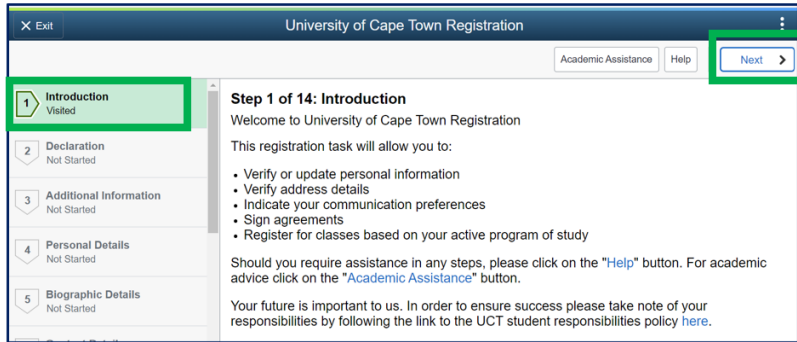 Exit
University of Cape Town Registration
Academic Assistance
Help
Next
1
Introduction
Visited
2
Declaration
Not Started
3
Additional Information
Not Started
4
Personal Details
Not Started
5
Biographic Details
Not Started
Step 1 of 14: Introduction
Welcome to University of Cape Town Registration
This registration task will allow you to:
• Verify or update personal information
• Verify address details
• Indicate your communication preferences
• Sign agreements
• Register for classes based on your active program of study
Should you require assistance in any steps, please click on the "Help" button. For academic
advice click on the "Academic Assistance" button.
Your future is important to us. In order to ensure success please take note of your
responsibilities by following the link to the UCT student responsibilities policy here.